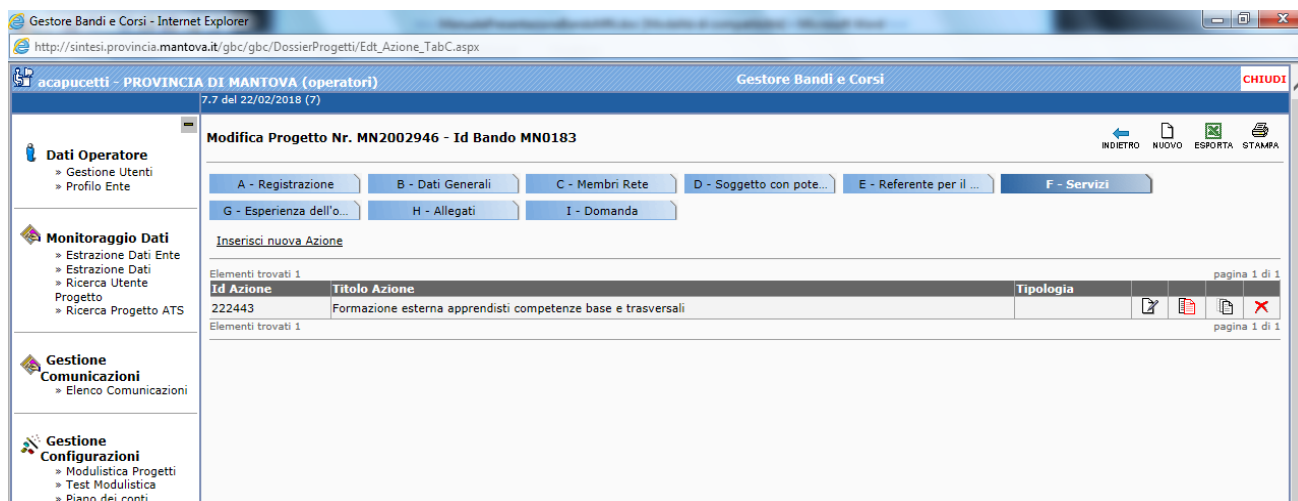 Gestore Bandi e Corsi - Internet Explorer
http://sintesi.provincia.mantova.it/gbc/gbc/DossierProgetti/Edt_Azione_TabC.aspx
acapucetti - PROVINCIA DI MANTOVA (operatori) Gestore Bandi e Corsi CHIUDI
7.7 del 22/02/2018 (7)
Dati Operatore
» Gestione Utenti
» Profilo Ente
Monitoraggio Dati
» Estrazione Dati Ente
» Estrazione Dati
» Ricerca Utente
Progetto
» Ricerca Progetto ATS
Gestione
Comunicazioni
» Elenco Comunicazioni
Gestione
Configurazioni
» Modulistica Progetti
» Test Modulistica
» Piano dei conti
Modifica Progetto Nr. MN2002946 - Id Bando MN0183
INDIETRO NUOVO ESPORTA STAMPA
A - Registrazione B - Dati Generali C - Membri Rete D - Soggetto con pote... E - Referente per il ... F - Servizi
G - Esperienza dell'o... H - Allegati I - Domanda
Inserisci nuova Azione
Elementi trovati 1 pagina 1 di 1
Id Azione Titolo Azione Tipologia
222443 Formazione esterna apprendisti competenze base e trasversali
Elementi trovati 1 pagina 1 di 1